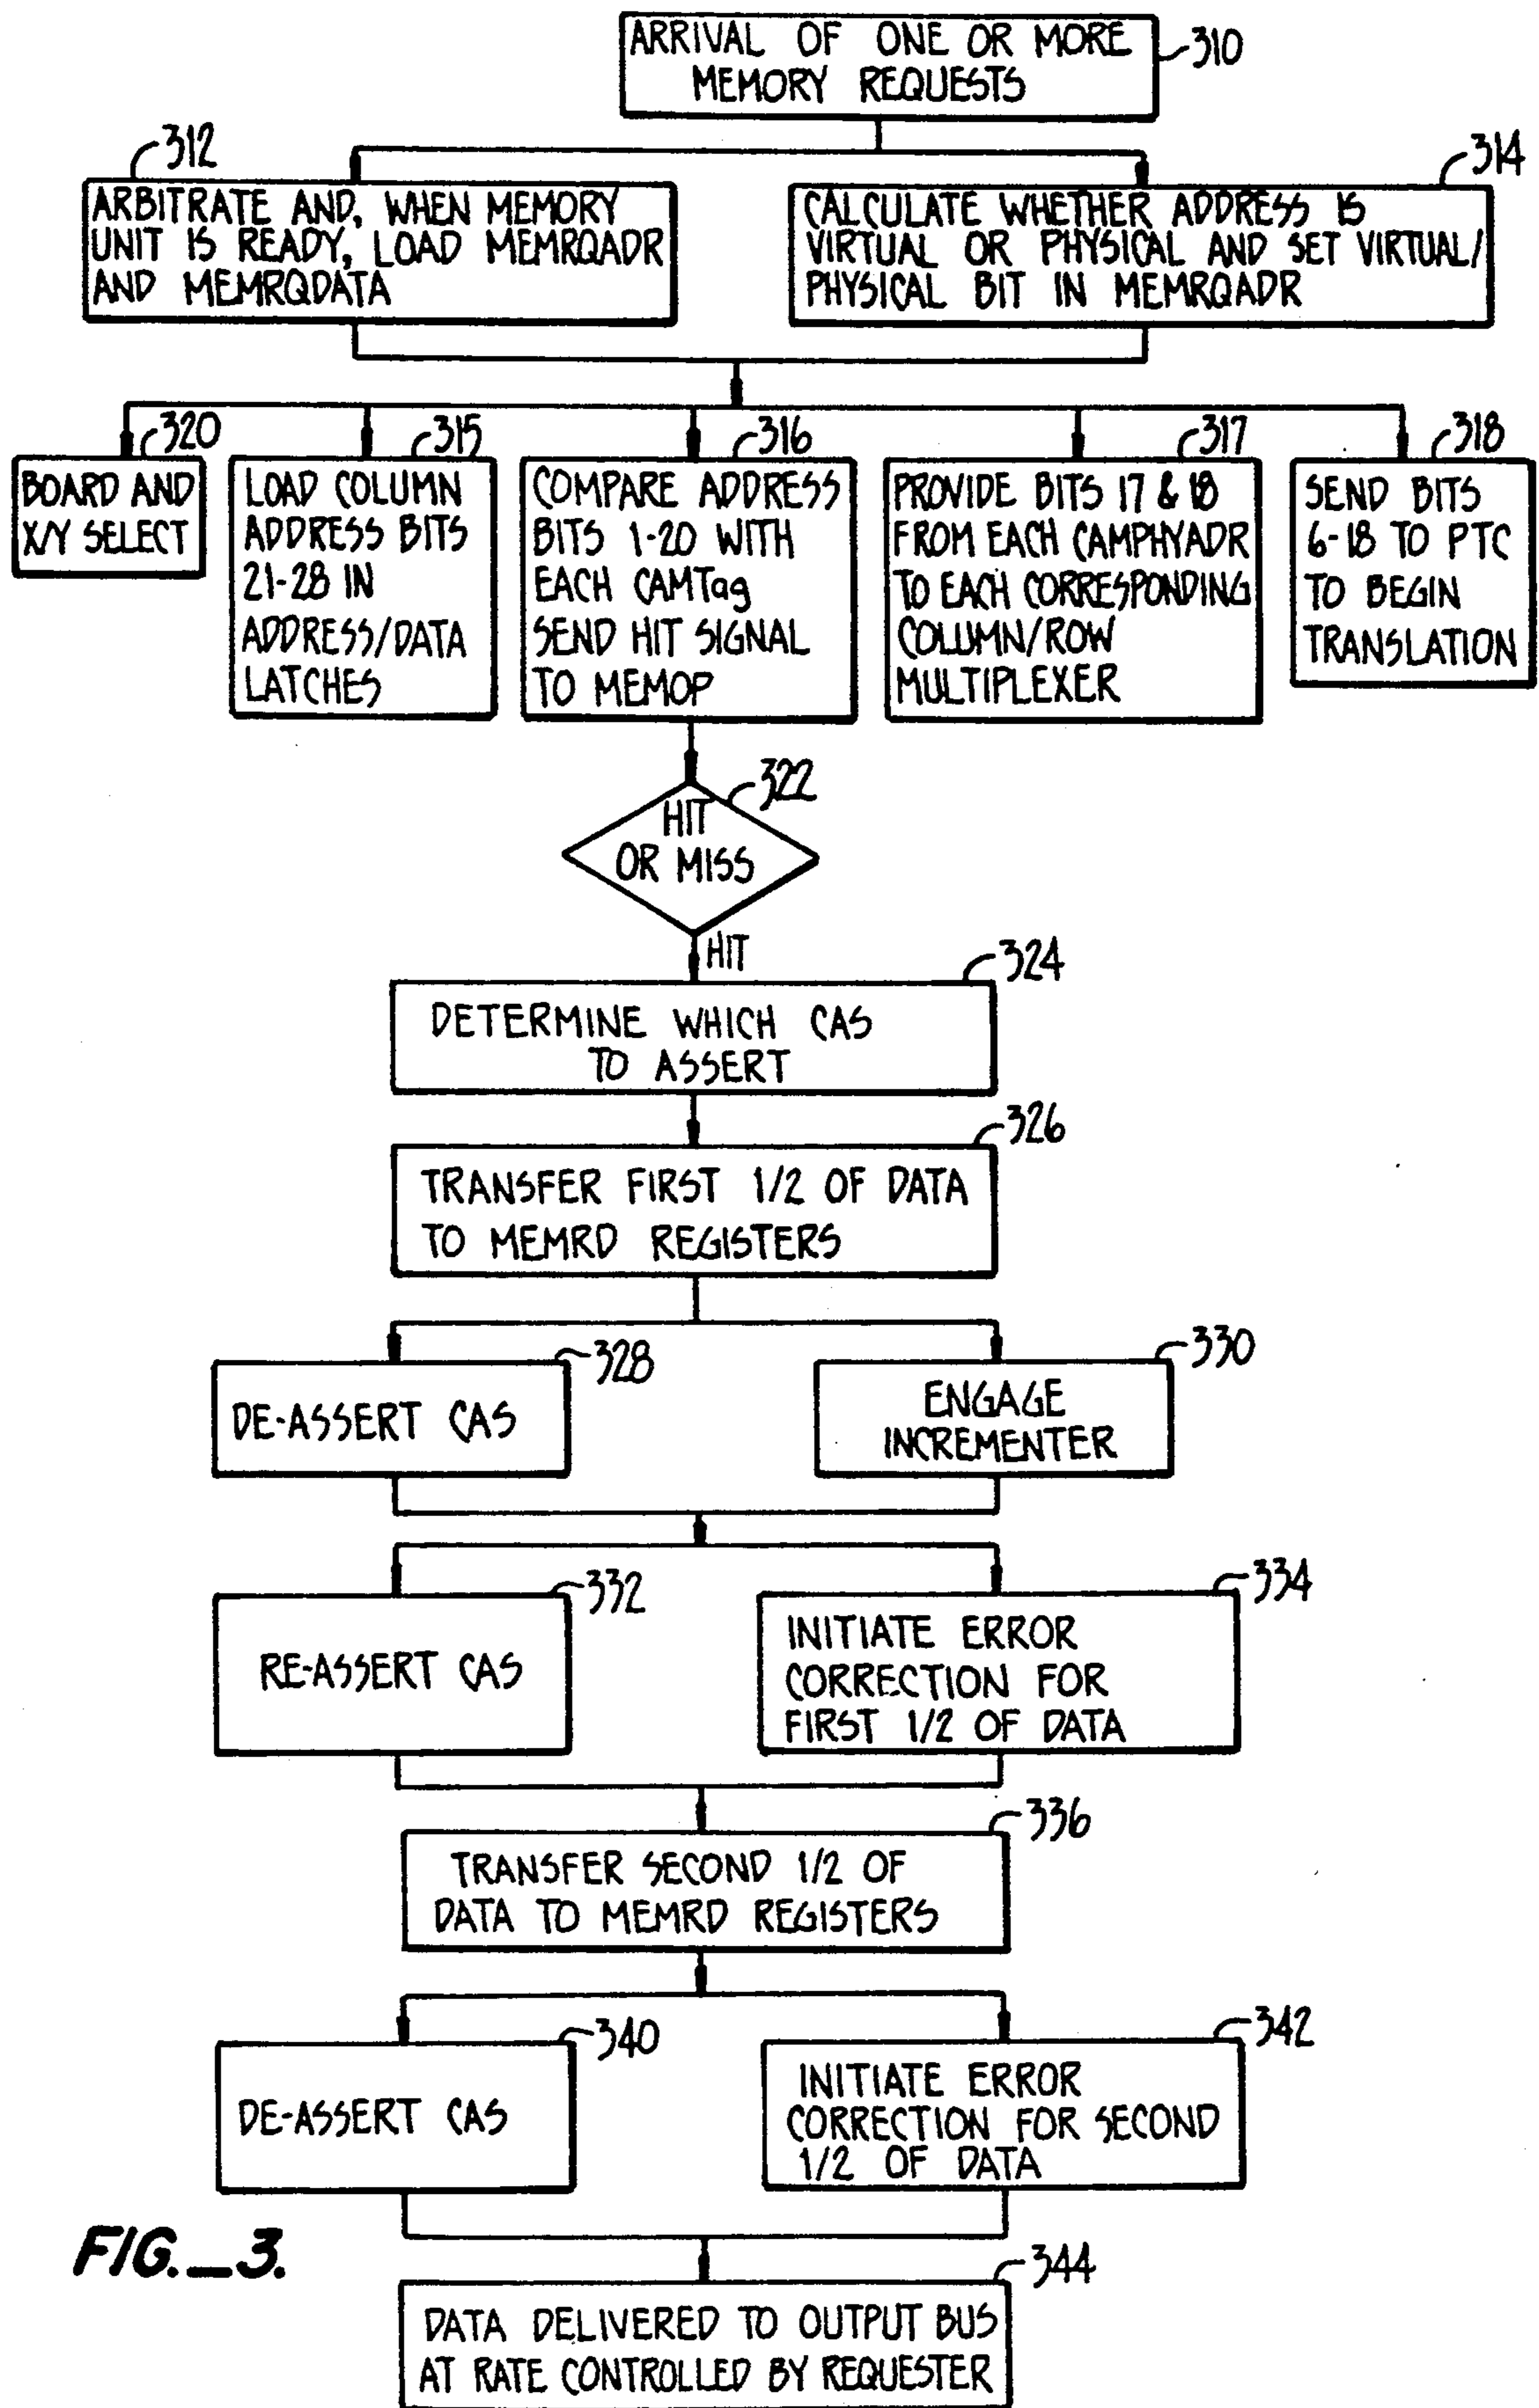 ARRIVAL OF ONE OR MORE
MEMORY REQUESTS
310
312
ARBITRATE AND, WHEN MEMORY
UNIT IS READY, LOAD MEMRQADR
AND MEMRQDATA
314
CALCULATE WHETHER ADDRESS IS
VIRTUAL OR PHYSICAL AND SET VIRTUAL/
PHYSICAL BIT IN MEMRQADR
320
BOARD AND
X/Y SELECT
315
LOAD COLUMN
ADDRESS BITS
21-28 IN
ADDRESS/DATA
LATCHES
316
COMPARE ADDRESS
BITS 1-20 WITH
EACH CAMTag
SEND HIT SIGNAL
TO MEMOP
317
PROVIDE BITS 17 & 18
FROM EACH CAMPHYADR
TO EACH CORRESPONDING
COLUMN/ROW
MULTIPLEXER
318
SEND BITS
6-18 TO PTC
TO BEGIN
TRANSLATION
322
HIT
OR MISS
HIT
324
DETERMINE WHICH CAS
TO ASSERT
326
TRANSFER FIRST 1/2 OF DATA
TO MEMRD REGISTERS
328
DE-ASSERT CAS
330
ENGAGE
INCREMENTER
332
RE-ASSERT CAS
334
INITIATE ERROR
CORRECTION FOR
FIRST 1/2 OF DATA
336
TRANSFER SECOND 1/2 OF
DATA TO MEMRD REGISTERS
340
DE-ASSERT CAS
342
INITIATE ERROR
CORRECTION FOR SECOND
1/2 OF DATA
344
DATA DELIVERED TO OUTPUT BUS
AT RATE CONTROLLED BY REQUESTER
FIG._3.